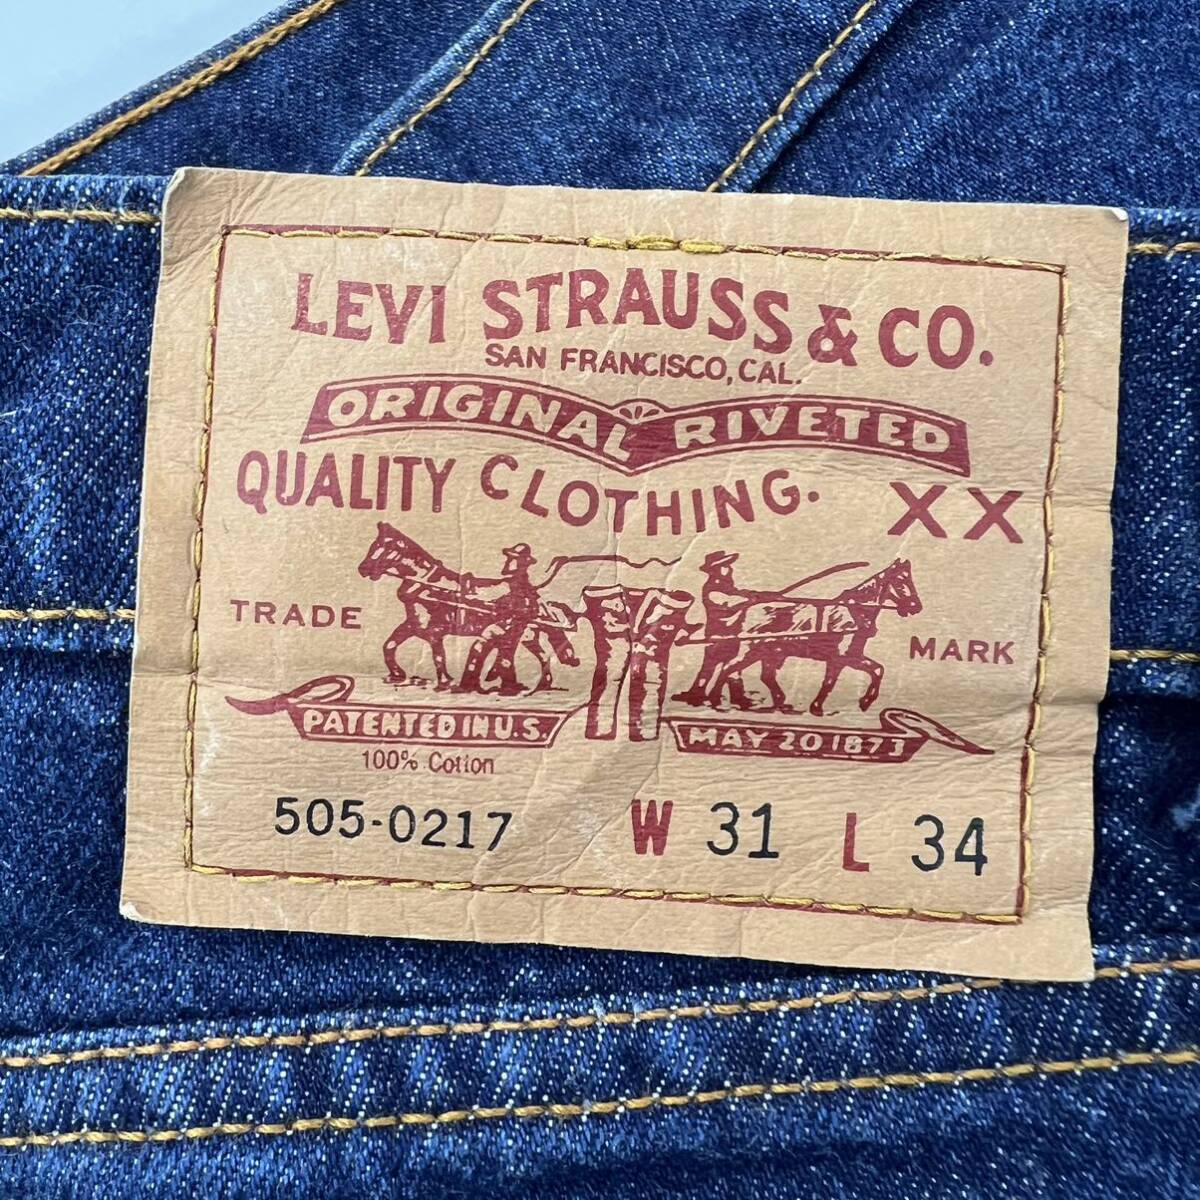 LEVI STRAUSS & CO.
SAN FRANCISCO, CAL.
ORIGINAL RIVETED
QUALITY CLOTHING. XX
TRADE MARK
PATENTED IN U.S. MAY 20 1873
100% Cotton
505-0217 W 31 L 34